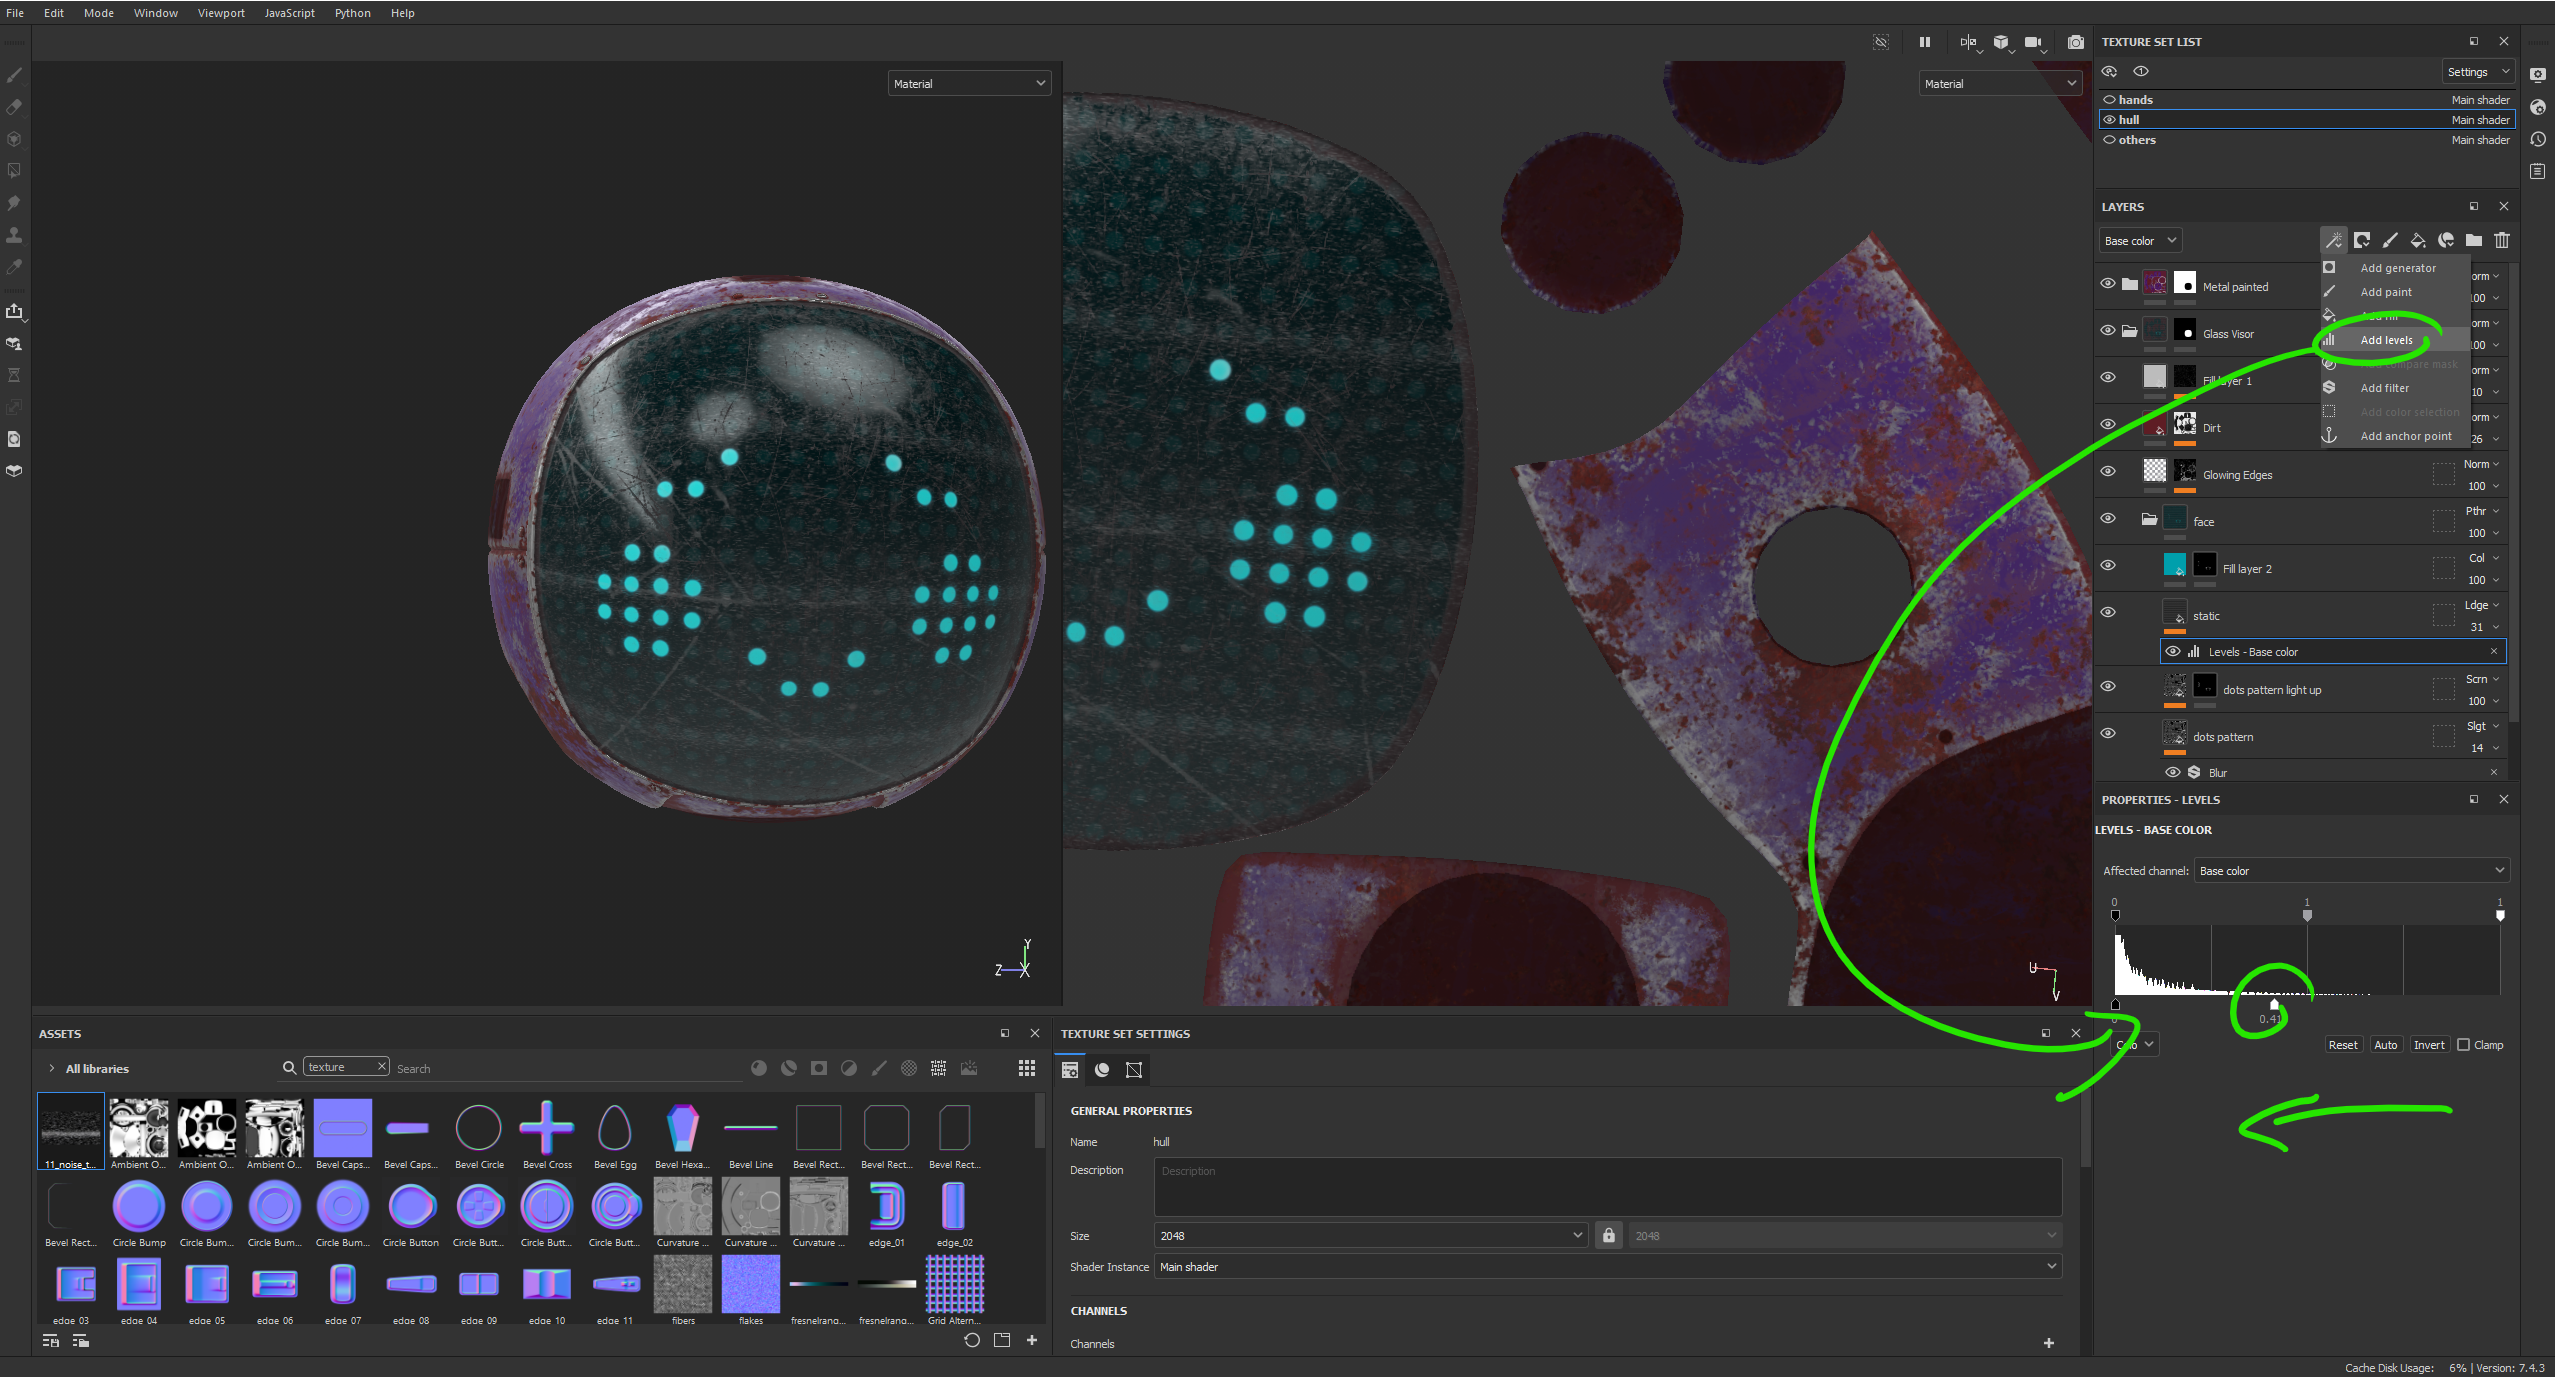 File Edit Mode Window Viewport JavaScript Python Help
Material
Material
Z Y X
U V
TEXTURE SET LIST
Settings
hands Main shader
hull Main shader
others Main shader
LAYERS
Base color
Add generator
Add paint
Add levels
Add compare mask
Add filter
Add color selection
Add anchor point
Metal painted
Glass Visor
Fill layer 1
Dirt
Glowing Edges Norm
100
face Pthr
100
Fill layer 2 Col
100
static Ldge
31
Levels - Base color
dots pattern light up Scrn
100
dots pattern Slgt
14
Blur
PROPERTIES - LEVELS
LEVELS - BASE COLOR
Affected channel: Base color
0 1 1
0.41
Reset Auto Invert Clamp
ASSETS
All libraries texture Search
11_noise_t... Ambient O... Ambient O... Ambient O... Bevel Caps... Bevel Caps... Bevel Circle Bevel Cross Bevel Egg Bevel Hexa... Bevel Line Bevel Rect... Bevel Rect... Bevel Rect...
Bevel Rect... Circle Bump Circle Bum... Circle Bum... Circle Bum... Circle Button Circle Butt... Circle Butt... Circle Butt... Curvature ... Curvature ... Curvature ... edge_01 edge_02
edge 03 edge 04 edge 05 edge 06 edge 07 edge 08 edge 09 edge 10 edge 11 fibers flakes fresnelrang... fresnelrang... Grid Altern...
TEXTURE SET SETTINGS
GENERAL PROPERTIES
Name hull
Description Description
Size 2048 2048
Shader Instance Main shader
CHANNELS
Channels
Cache Disk Usage: 6% | Version: 7.4.3